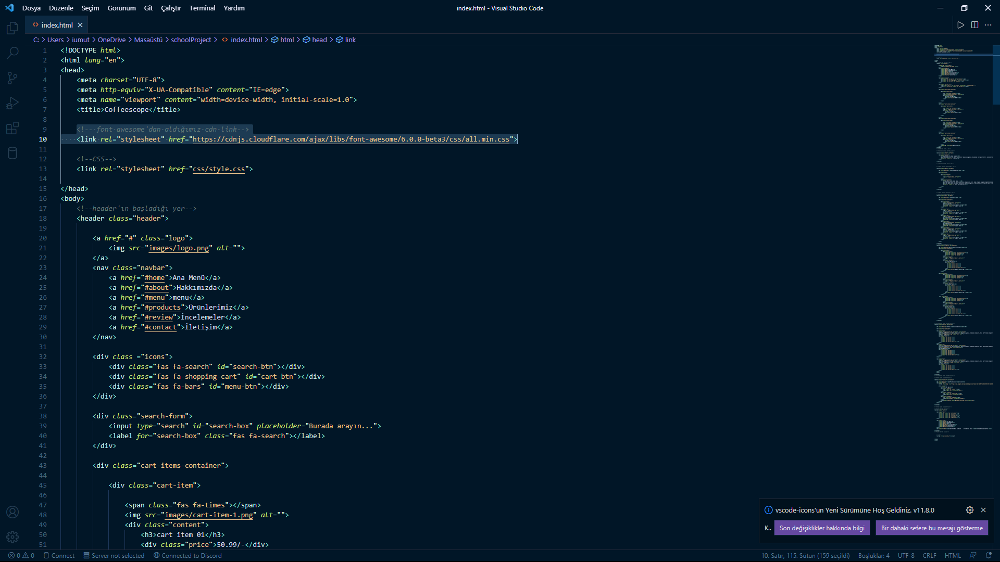 Dosya Düzenle Seçim Görünüm Git Çalıştır Terminal Yardım
index.html - Visual Studio Code
index.html
C: > Users > iumut > OneDrive > Masaüstü > schoolProject > index.html > html > head > link
1 <!DOCTYPE html>
2 <html lang="en">
3 <head>
4 <meta charset="UTF-8">
5 <meta http-equiv="X-UA-Compatible" content="IE=edge">
6 <meta name="viewport" content="width=device-width, initial-scale=1.0">
7 <title>Coffeescope</title>
8
9 <!-- font awesome'dan aldığımız cdn link-->
10 <link rel="stylesheet" href="https://cdnjs.cloudflare.com/ajax/libs/font-awesome/6.0.0-beta3/css/all.min.css">
11
12 <!--CSS-->
13 <link rel="stylesheet" href="css/style.css">
14
15 </head>
16 <body>
17 <!--header'ın başladığı yer-->
18 <header class="header">
19
20 <a href="#" class="logo">
21 <img src="images/logo.png" alt="">
22 </a>
23 <nav class="navbar">
24 <a href="#home">Ana Menü</a>
25 <a href="#about">Hakkımızda</a>
26 <a href="#menu">menu</a>
27 <a href="#products">Ürünlerimiz</a>
28 <a href="#review">İncelemeler</a>
29 <a href="#contact">İletişim</a>
30 </nav>
31
32 <div class ="icons">
33 <div class="fas fa-search" id="search-btn"></div>
34 <div class="fas fa-shopping-cart" id="cart-btn"></div>
35 <div class="fas fa-bars" id="menu-btn"></div>
36 </div>
37
38 <div class="search-form">
39 <input type="search" id="search-box" placeholder="Burada arayın...">
40 <label for="search-box" class="fas fa-search"></label>
41 </div>
42
43 <div class="cart-items-container">
44
45 <div class="cart-item">
46
47 <span class="fas fa-times"></span>
48 <img src="images/cart-item-1.png" alt="">
49 <div class="content">
50 <h3>cart item 01</h3>
51 <div class="price">50.99/-</div>
vscode-icons'un Yeni Sürümüne Hoş Geldiniz. v11.8.0
K.. Son değişiklikler hakkında bilgi Bir dahaki sefere bu mesajı gösterme
0 0 Connect Server not selected Connected to Discord
10. Satır, 115. Sütun (159 seçildi) Boşluklar: 4 UTF-8 CRLF HTML